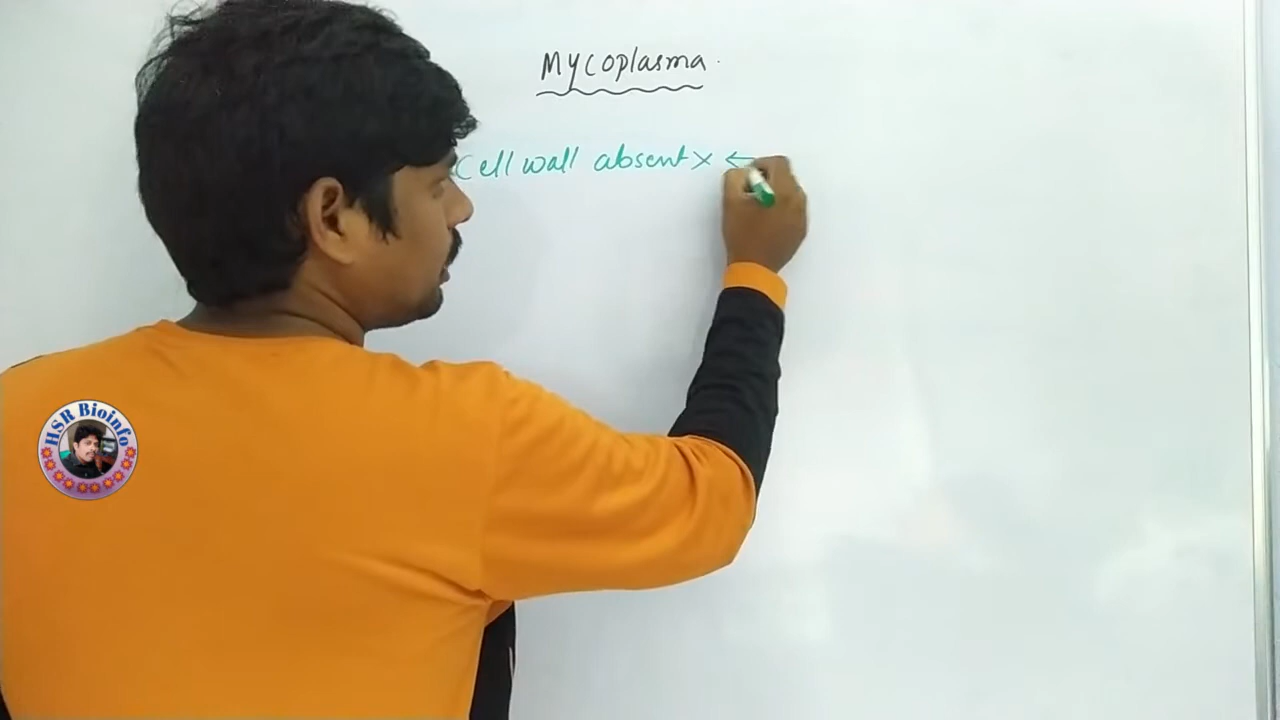 Mycoplasma.
Cell wall absent × ←
HSR Bioinfo